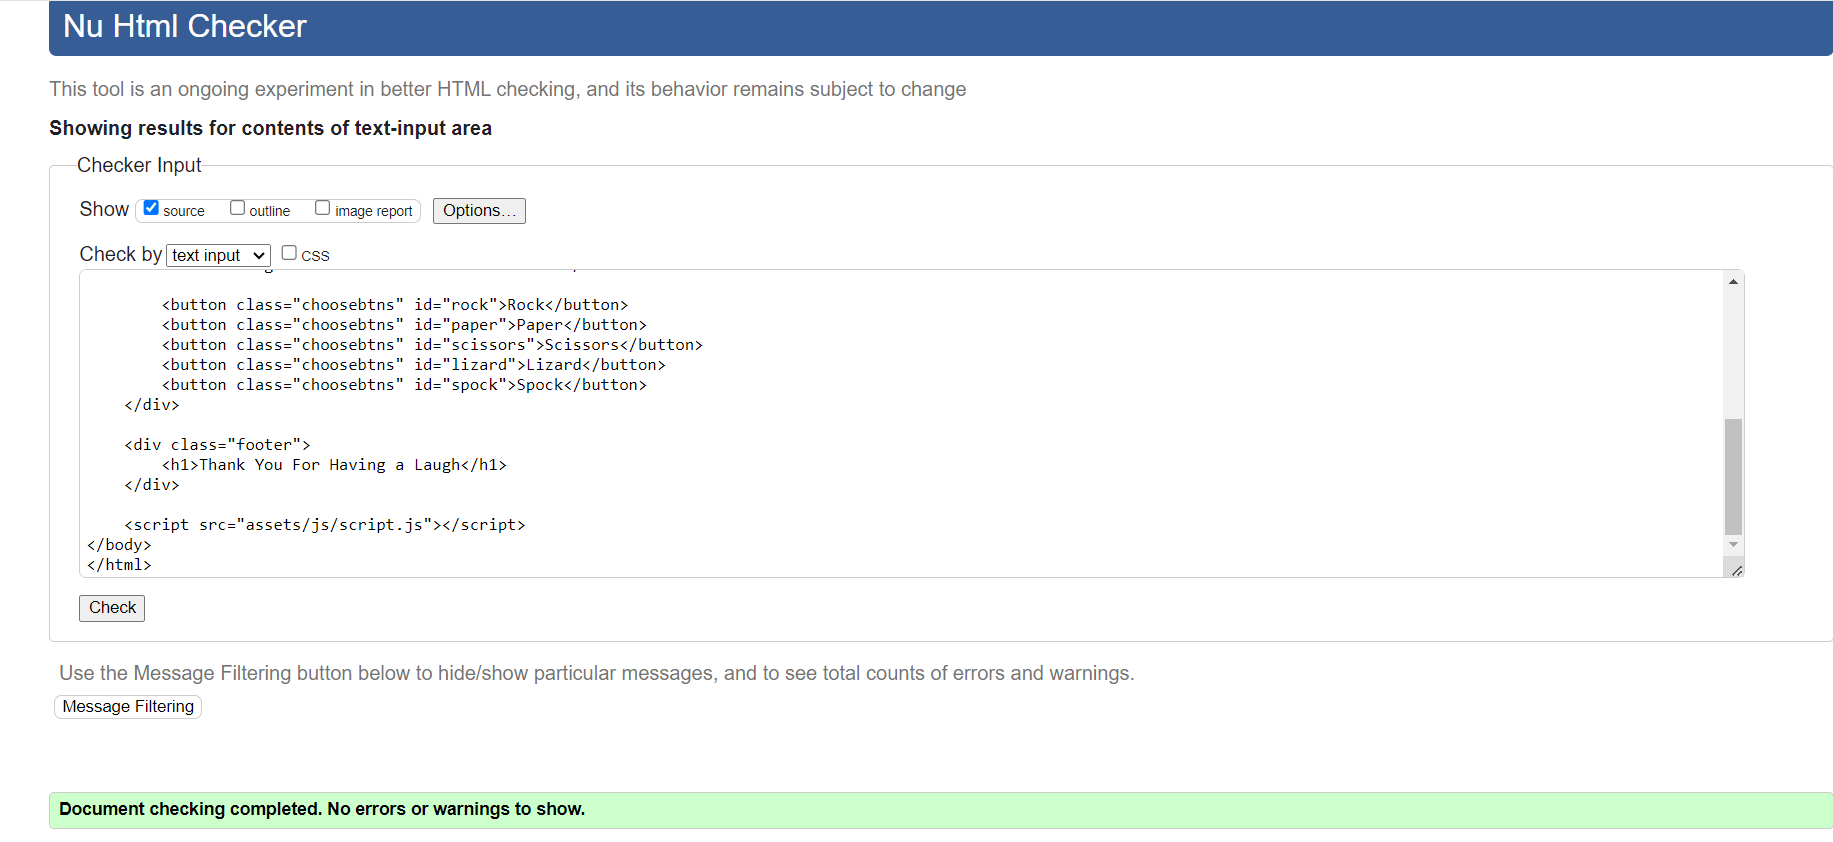 Nu Html Checker
This tool is an ongoing experiment in better HTML checking, and its behavior remains subject to change
Showing results for contents of text-input area
Checker Input
Show source outline image report Options...
Check by text input CSS
<button class="choosebtns" id="rock">Rock</button>
<button class="choosebtns" id="paper">Paper</button>
<button class="choosebtns" id="scissors">Scissors</button>
<button class="choosebtns" id="lizard">Lizard</button>
<button class="choosebtns" id="spock">Spock</button>
</div>
<div class="footer">
<h1>Thank You For Having a Laugh</h1>
</div>
<script src="assets/js/script.js"></script>
</body>
</html>
Check
Use the Message Filtering button below to hide/show particular messages, and to see total counts of errors and warnings.
Message Filtering
Document checking completed. No errors or warnings to show.